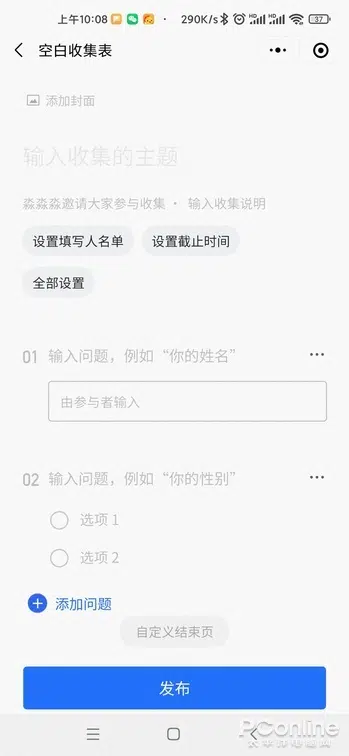 上午10:08 · 290K/s HD HD 37
空白收集表
添加封面
输入收集的主题
淼淼淼邀请大家参与收集 · 输入收集说明
设置填写人名单 设置截止时间
全部设置
01 输入问题，例如“你的姓名”
由参与者输入
02 输入问题，例如“你的性别”
选项 1
选项 2
添加问题
自定义结束页
发布
PConline
太平洋电脑网